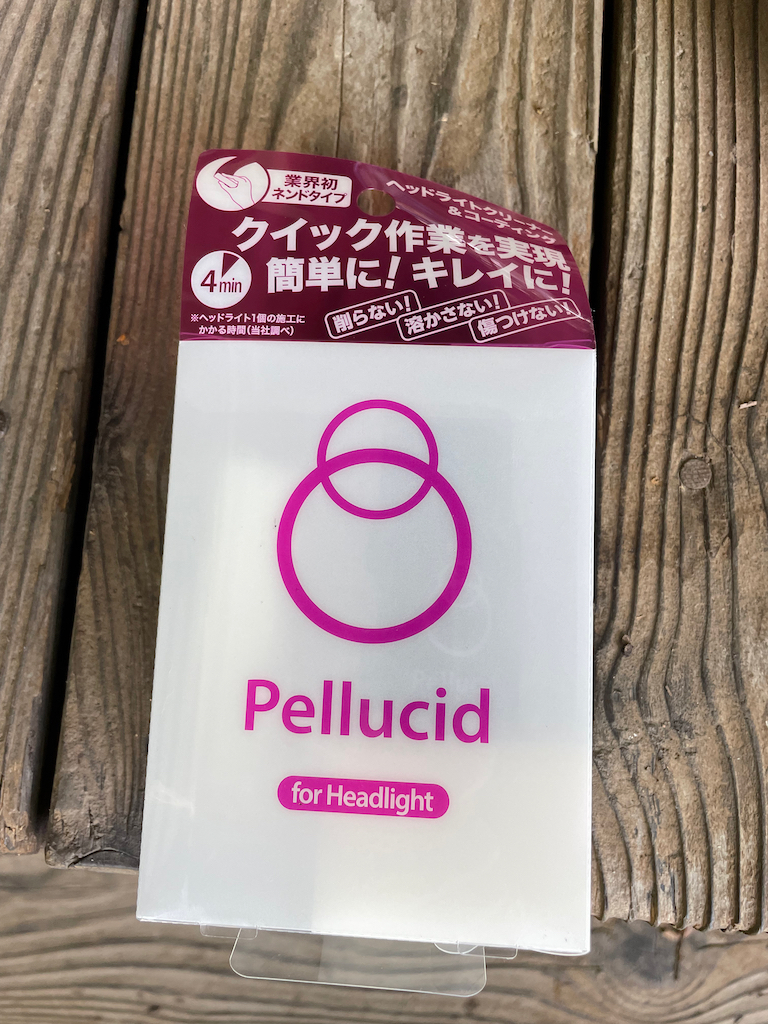 業界初
ネンドタイプ
ヘッドライトクリーナー
&コーティング
クイック作業を実現
簡単に！キレイに！
4min
削らない！
溶かさない！
傷つけない！
※ヘッドライト1個の施工に
かかる時間（当社調べ）
Pellucid
for Headlight